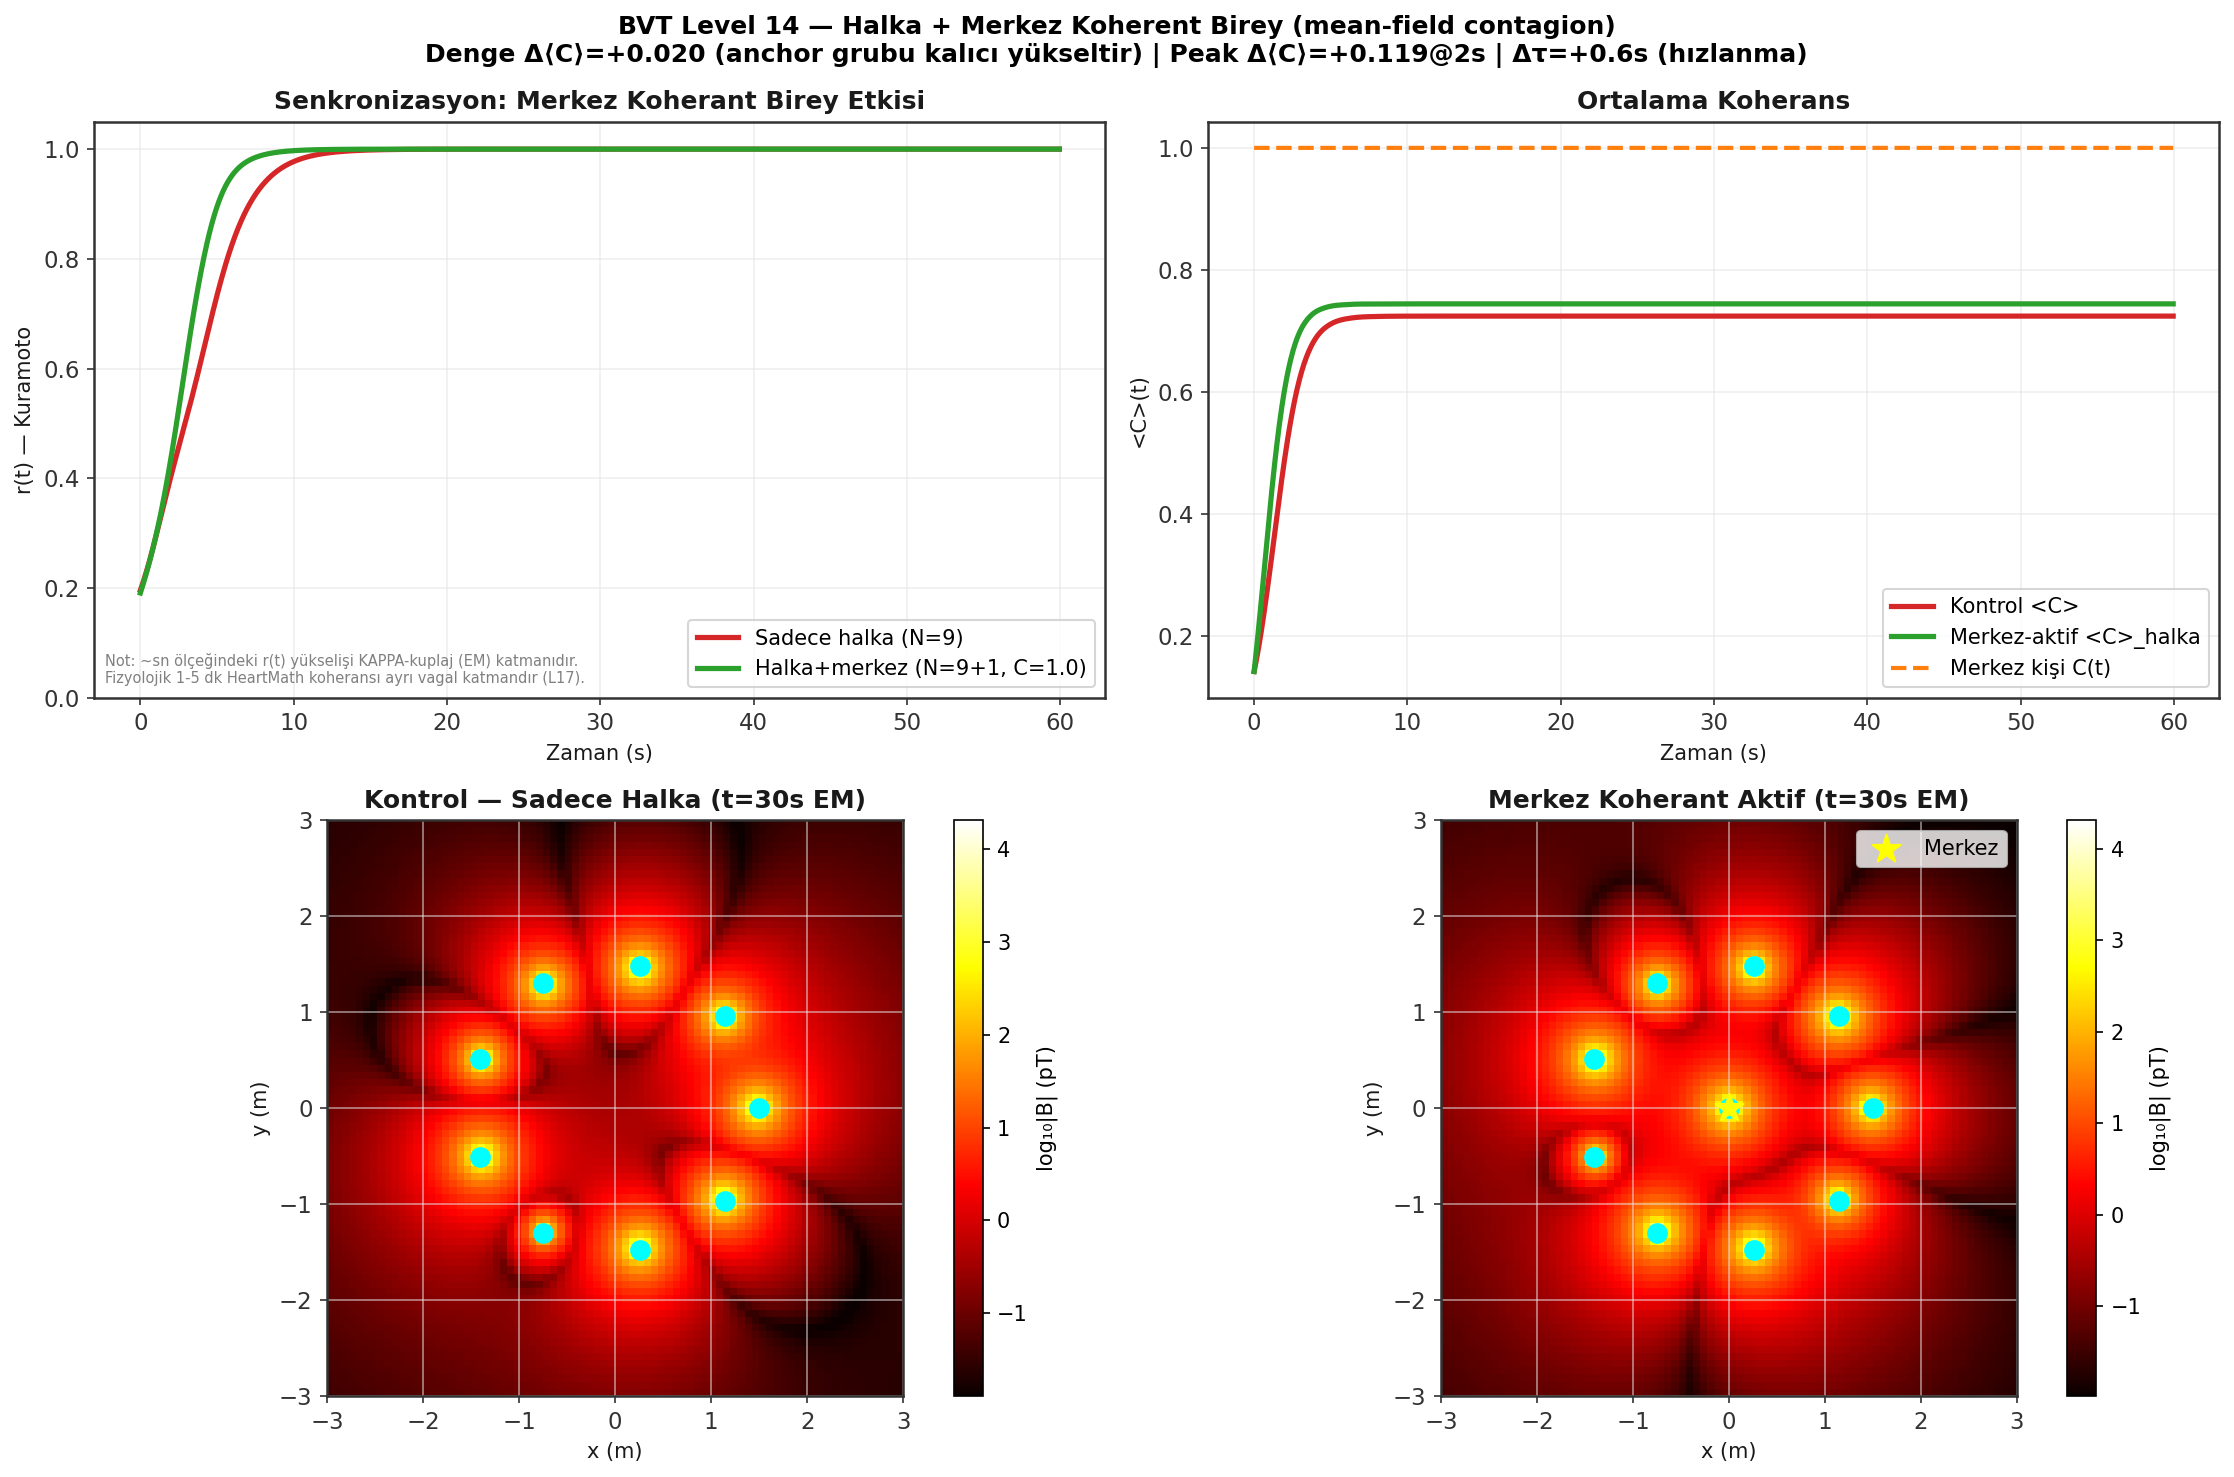 BVT Level 14 — Halka + Merkez Koherent Birey (mean-field contagion)
Denge Δ⟨C⟩=+0.020 (anchor grubu kalıcı yükseltir) | Peak Δ⟨C⟩=+0.119@2s | Δτ=+0.6s (hızlanma)
Senkronizasyon: Merkez Koherant Birey Etkisi
r(t) — Kuramoto
1.0
0.8
0.6
0.4
0.2
0.0
Not: ~sn ölçeğindeki r(t) yükselişi KAPPA-kuplaj (EM) katmanıdır.
Fizyolojik 1-5 dk HeartMath koheransı ayrı vagal katmandır (L17).
Sadece halka (N=9)
Halka+merkez (N=9+1, C=1.0)
0 10 20 30 40 50 60
Zaman (s)
Ortalama Koherans
<C>(t)
1.0
0.8
0.6
0.4
0.2
Kontrol <C>
Merkez-aktif <C>_halka
Merkez kişi C(t)
0 10 20 30 40 50 60
Zaman (s)
Kontrol — Sadece Halka (t=30s EM)
y (m)
3
2
1
0
−1
−2
−3
−3 −2 −1 0 1 2 3
x (m)
4
3
2
1
0
−1
log₁₀|B| (pT)
Merkez Koherant Aktif (t=30s EM)
Merkez
y (m)
3
2
1
0
−1
−2
−3
−3 −2 −1 0 1 2 3
x (m)
4
3
2
1
0
−1
log₁₀|B| (pT)